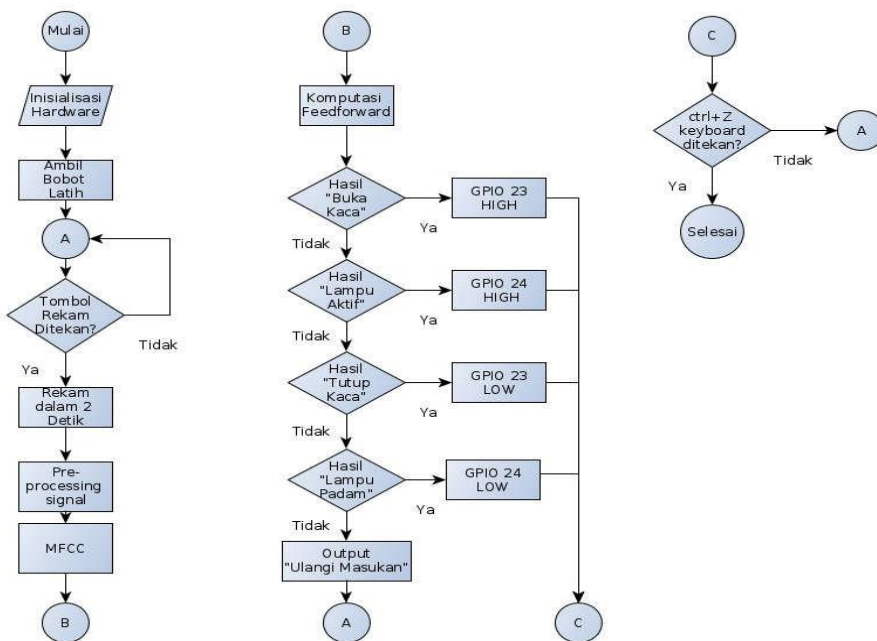 Mulai
Inisialisasi
Hardware
Ambil
Bobot
Latih
A
Tombol
Rekam
Ditekan?
Tidak
Ya
Rekam
dalam 2
Detik
Pre-
processing
signal
MFCC
B
B
Komputasi
Feedforward
Hasil
"Buka
Kaca"
Ya
GPIO 23
HIGH
Tidak
Hasil
"Lampu
Aktif"
Ya
GPIO 24
HIGH
Tidak
Hasil
"Tutup
Kaca"
Ya
GPIO 23
LOW
Tidak
Hasil
"Lampu
Padam"
Ya
GPIO 24
LOW
Tidak
Output
"Ulangi Masukan"
A
C
C
ctrl+Z
keyboard
ditekan?
Tidak
A
Ya
Selesai